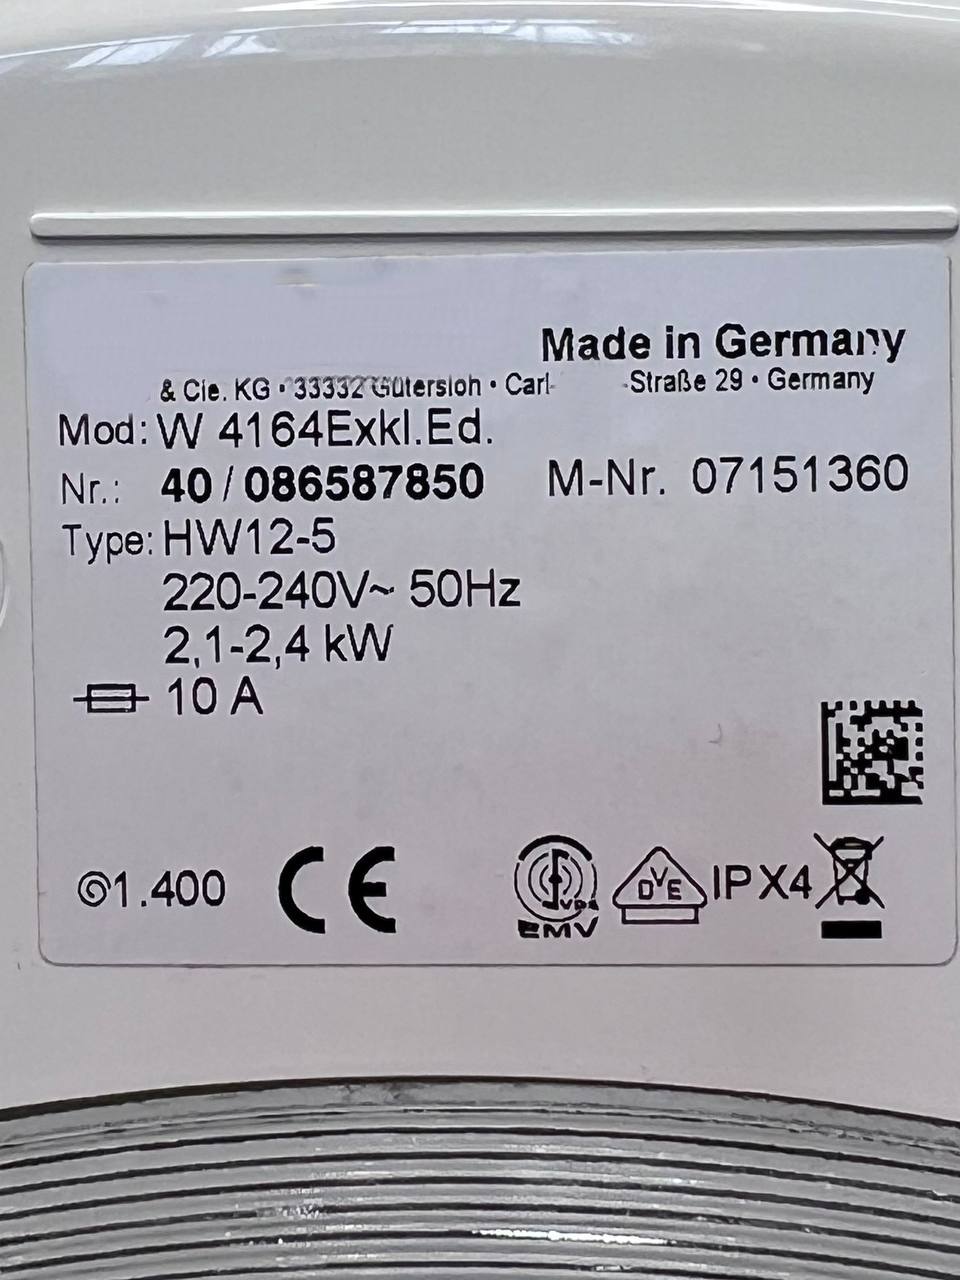 Made in Germany
& Cie. KG • 33332 Gütersloh • Carl- -Straße 29 • Germany
Mod: W 4164Exkl.Ed.
Nr.: 40/086587850 M-Nr. 07151360
Type: HW12-5
220-240V~ 50Hz
2,1-2,4 kW
10 A
1.400 CE EMV DVE IPX4